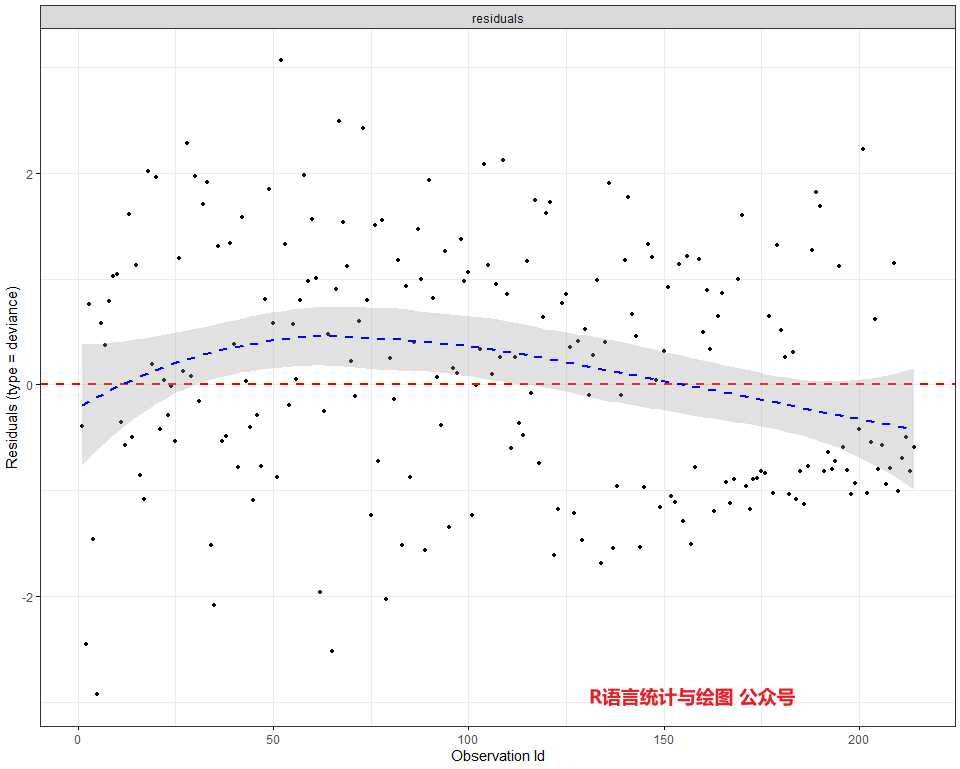 residuals
Residuals (type = deviance)
2
0
-2
0
50
100
150
200
Observation Id
R语言统计与绘图 公众号